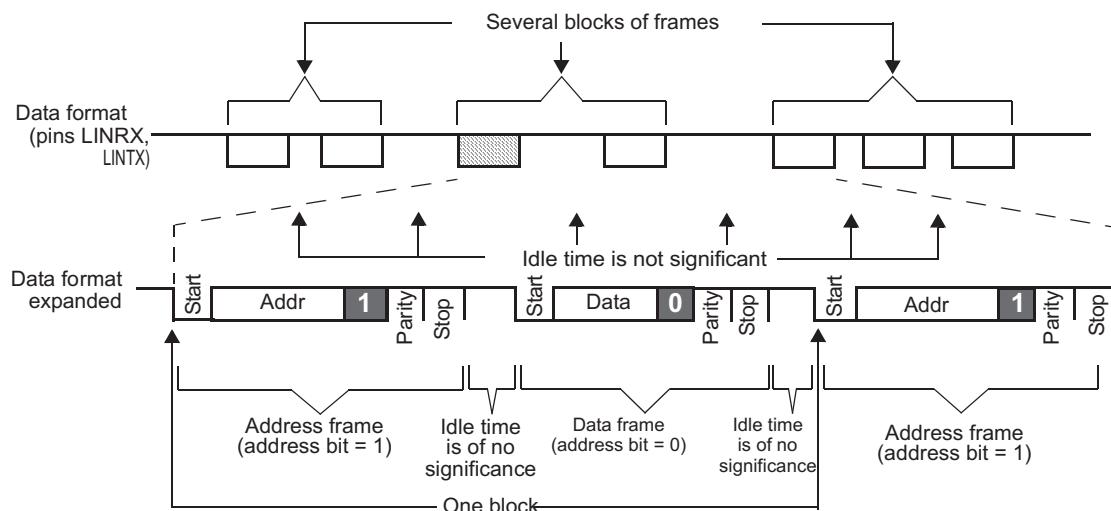 Several blocks of frames
Data format
(pins LINRX,
LINTX)
Idle time is not significant
Data format
expanded
Start
Addr
1
Parity
Stop
Start
Data
0
Parity
Stop
Start
Addr
1
Parity
Stop
Address frame
(address bit = 1)
Idle time
is of no
significance
Data frame
(address bit = 0)
Idle time
is of no
significance
Address frame
(address bit = 1)
One block